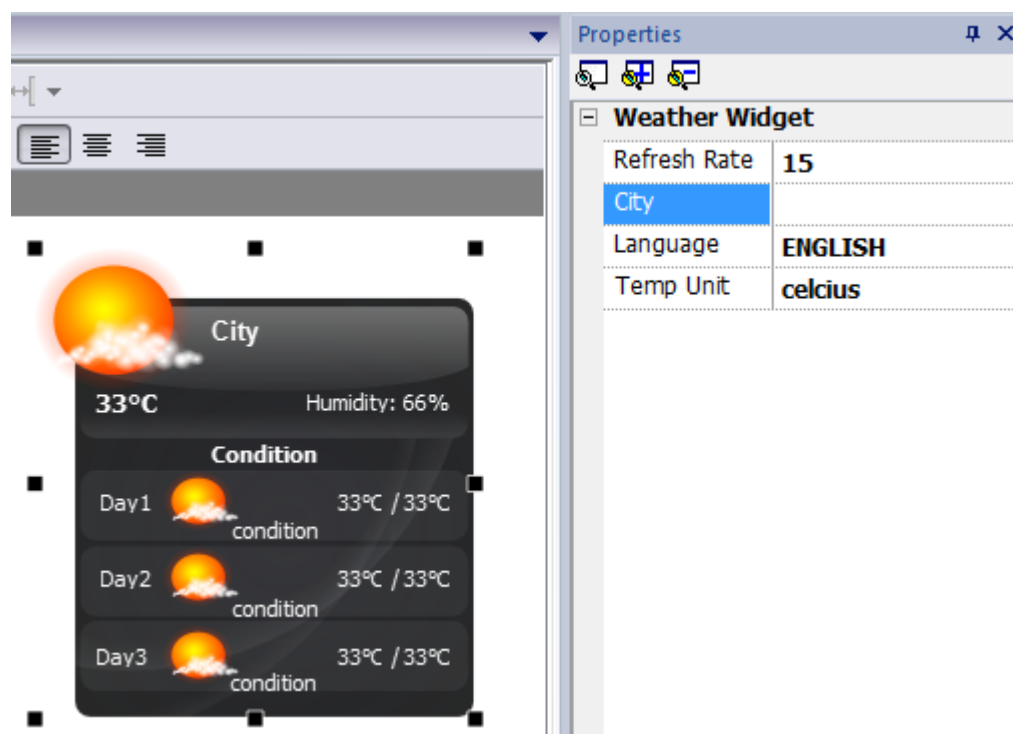 Properties
Weather Widget
Refresh Rate 15
City
Language ENGLISH
Temp Unit celcius
City
33°C Humidity: 66%
Condition
Day1 33°C / 33°C
condition
Day2 33°C / 33°C
condition
Day3 33°C / 33°C
condition